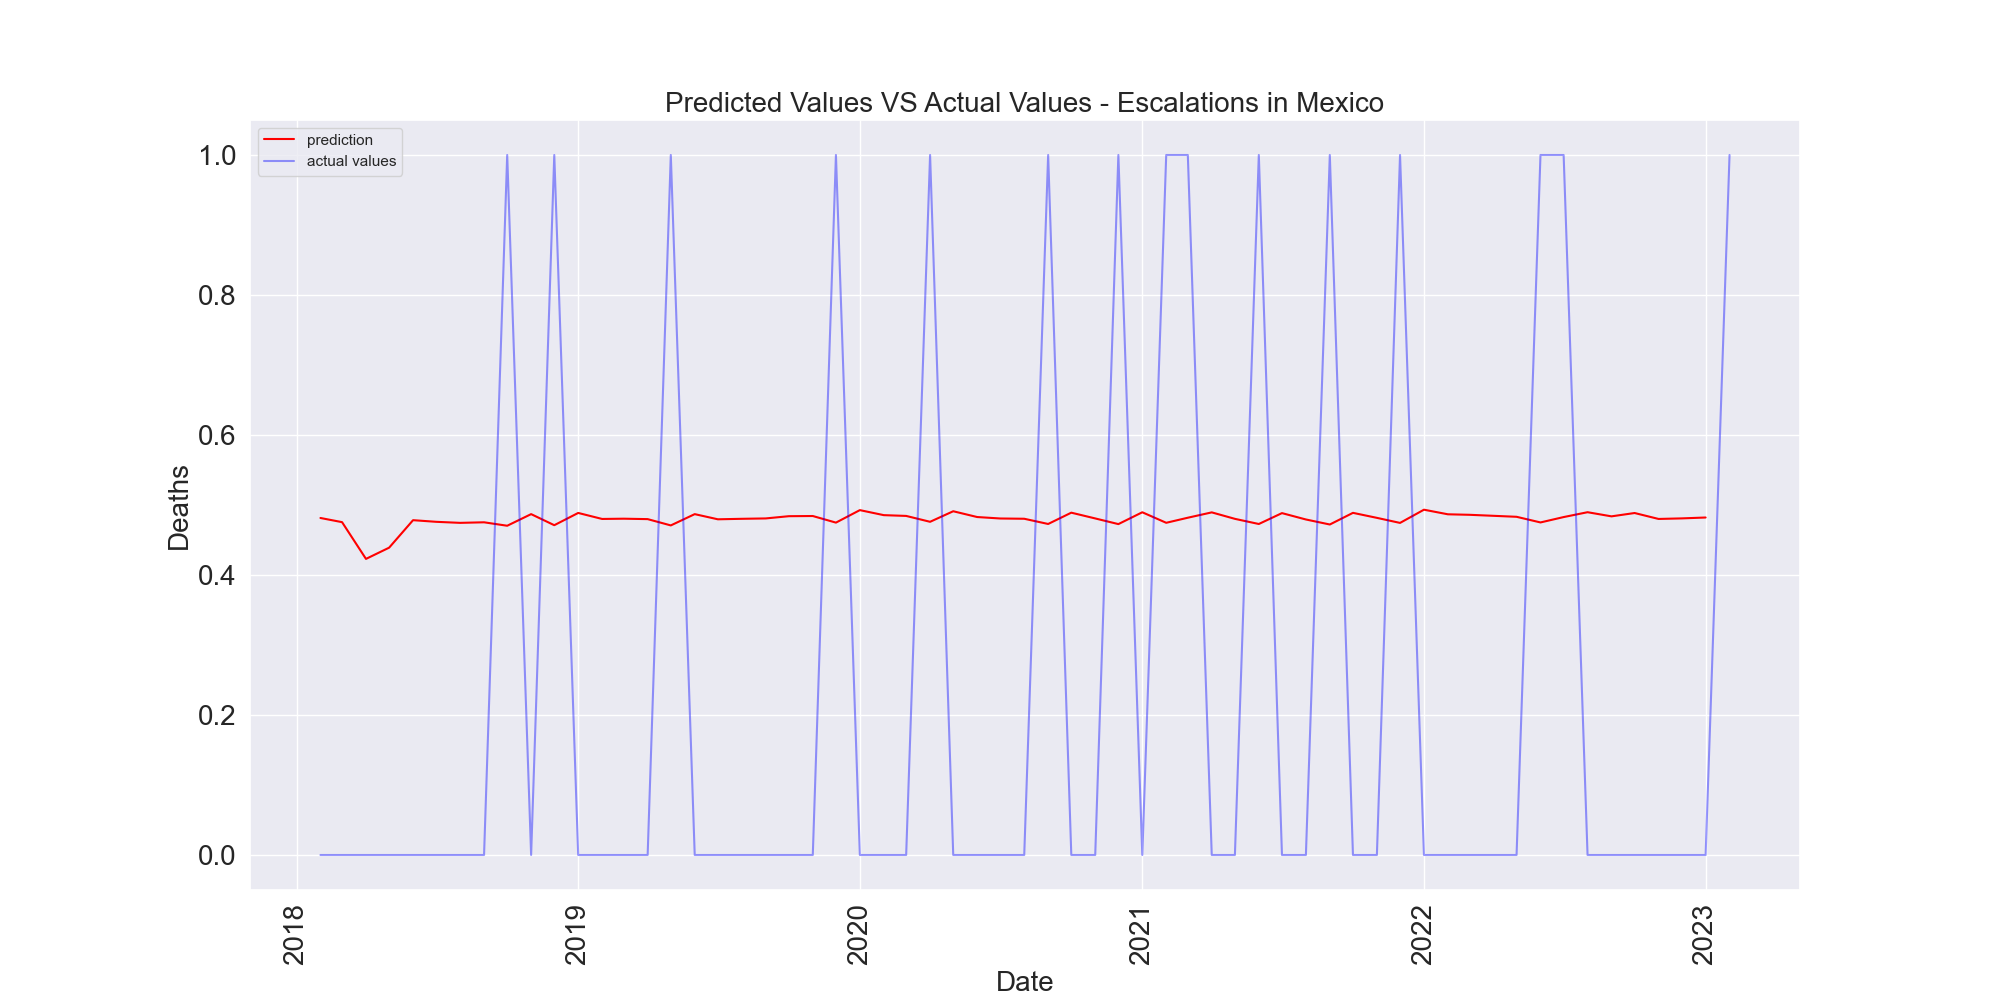 Predicted Values VS Actual Values - Escalations in Mexico
prediction
actual values
1.0
0.8
0.6
0.4
0.2
0.0
Deaths
2018
2019
2020
2021
2022
2023
Date